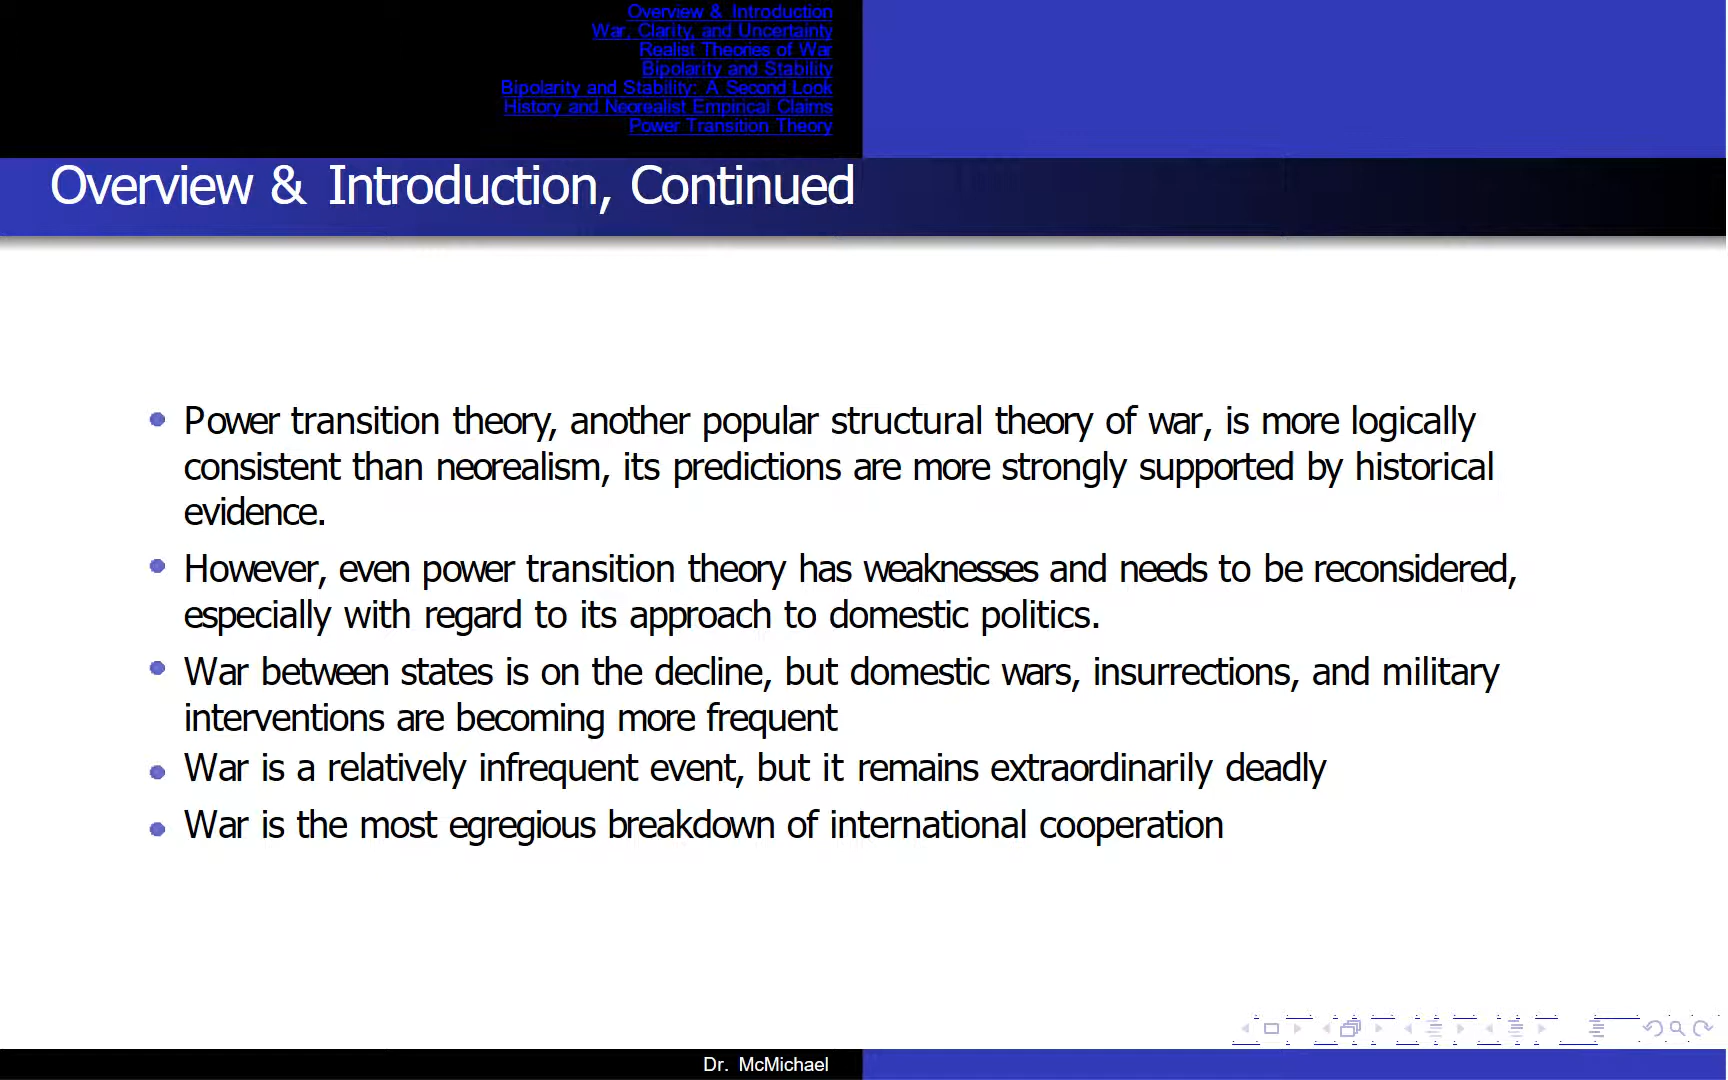 Overview & Introduction
War, Clarity, and Uncertainty
Realist Theories of War
Bipolarity and Stability
Bipolarity and Stability: A Second Look
History and Neorealist Empirical Claims
Power Transition Theory
Overview & Introduction, Continued
Power transition theory, another popular structural theory of war, is more logically
consistent than neorealism, its predictions are more strongly supported by historical
evidence.
However, even power transition theory has weaknesses and needs to be reconsidered,
especially with regard to its approach to domestic politics.
War between states is on the decline, but domestic wars, insurrections, and military
interventions are becoming more frequent
War is a relatively infrequent event, but it remains extraordinarily deadly
War is the most egregious breakdown of international cooperation
Dr. McMichael